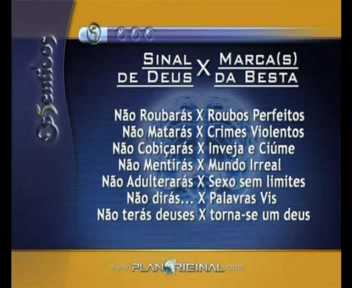 Os Sentidos
SINAL DE DEUS X MARCA(S) DA BESTA
Não Roubarás X Roubos Perfeitos
Não Matarás X Crimes Violentos
Não Cobiçarás X Inveja e Ciúme
Não Mentirás X Mundo Irreal
Não Adulterarás X Sexo sem limites
Não dirás... X Palavras Vis
Não terás deuses X torna-se um deus
www.PLANORIGINAL.com